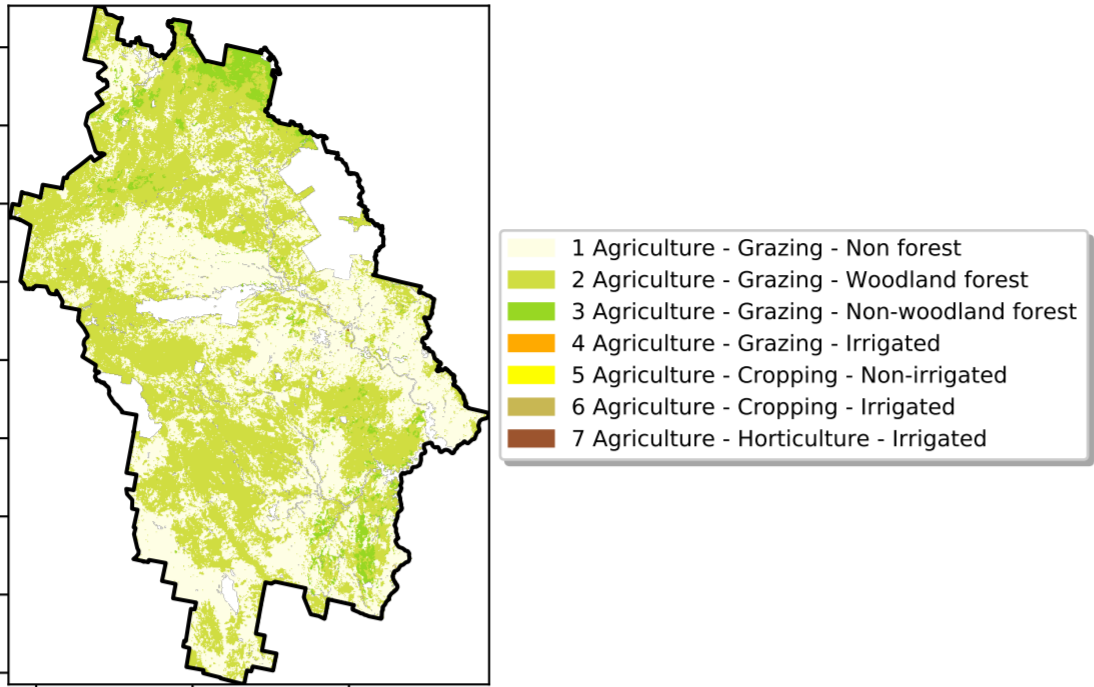 1 Agriculture - Grazing - Non forest
2 Agriculture - Grazing - Woodland forest
3 Agriculture - Grazing - Non-woodland forest
4 Agriculture - Grazing - Irrigated
5 Agriculture - Cropping - Non-irrigated
6 Agriculture - Cropping - Irrigated
7 Agriculture - Horticulture - Irrigated